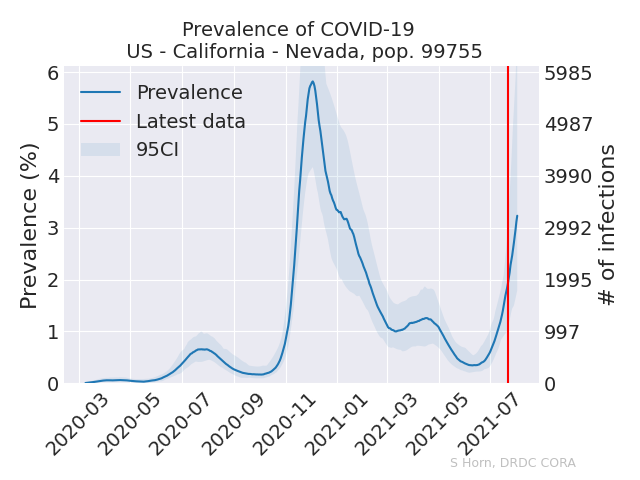 Prevalence of COVID-19
US - California - Nevada, pop. 99755
Prevalence
Latest data
95CI
Prevalence (%)
6
5
4
3
2
1
0
5985
4987
3990
2992
1995
997
0
# of infections
2020-03
2020-05
2020-07
2020-09
2020-11
2021-01
2021-03
2021-05
2021-07
S Horn, DRDC CORA